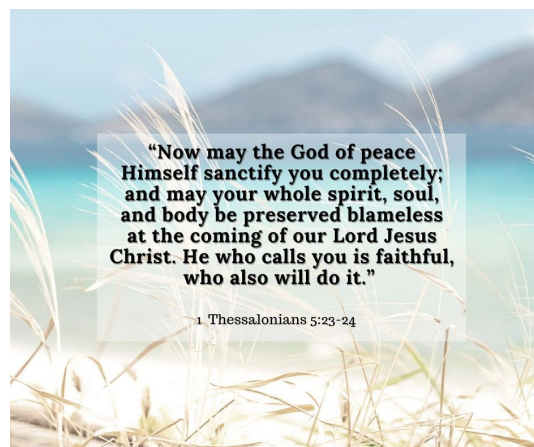 “Now may the God of peace
Himself sanctify you completely;
and may your whole spirit, soul,
and body be preserved blameless
at the coming of our Lord Jesus
Christ. He who calls you is faithful,
who also will do it.”
1 Thessalonians 5:23-24